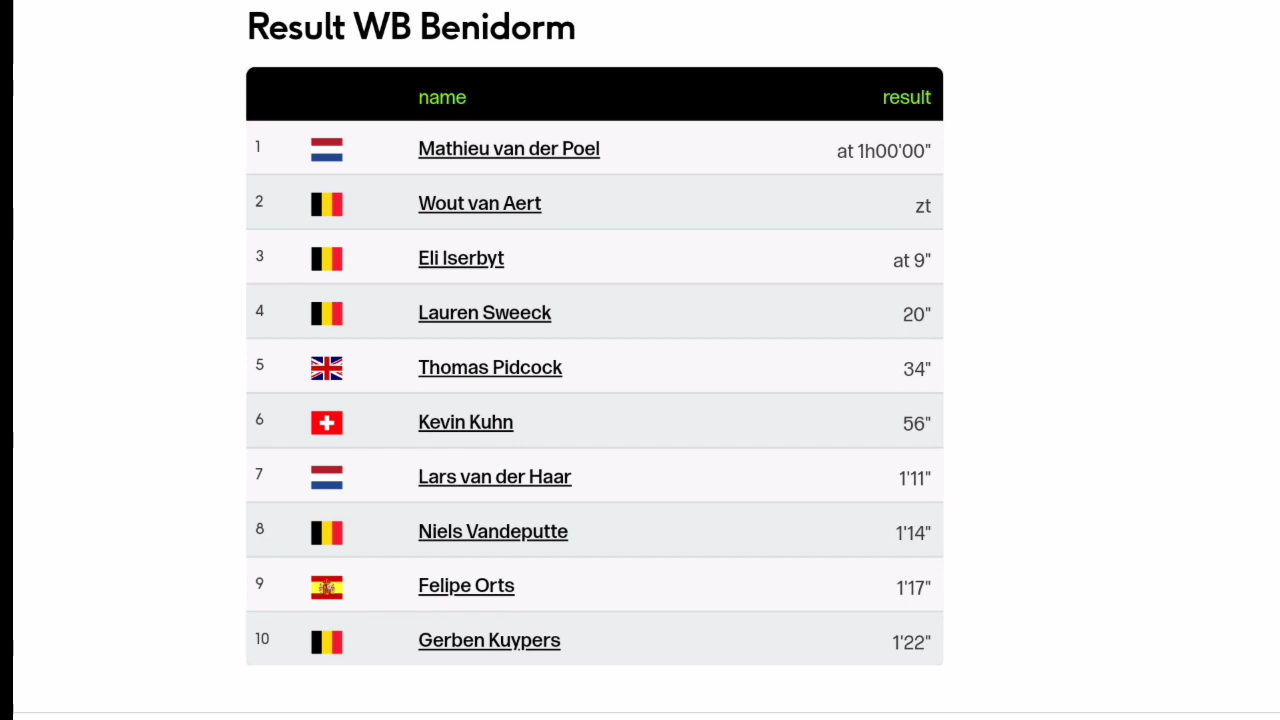 Result WB Benidorm
name result
1 Mathieu van der Poel at 1h00'00"
2 Wout van Aert zt
3 Eli Iserbyt at 9"
4 Lauren Sweeck 20"
5 Thomas Pidcock 34"
6 Kevin Kuhn 56"
7 Lars van der Haar 1'11"
8 Niels Vandeputte 1'14"
9 Felipe Orts 1'17"
10 Gerben Kuypers 1'22"